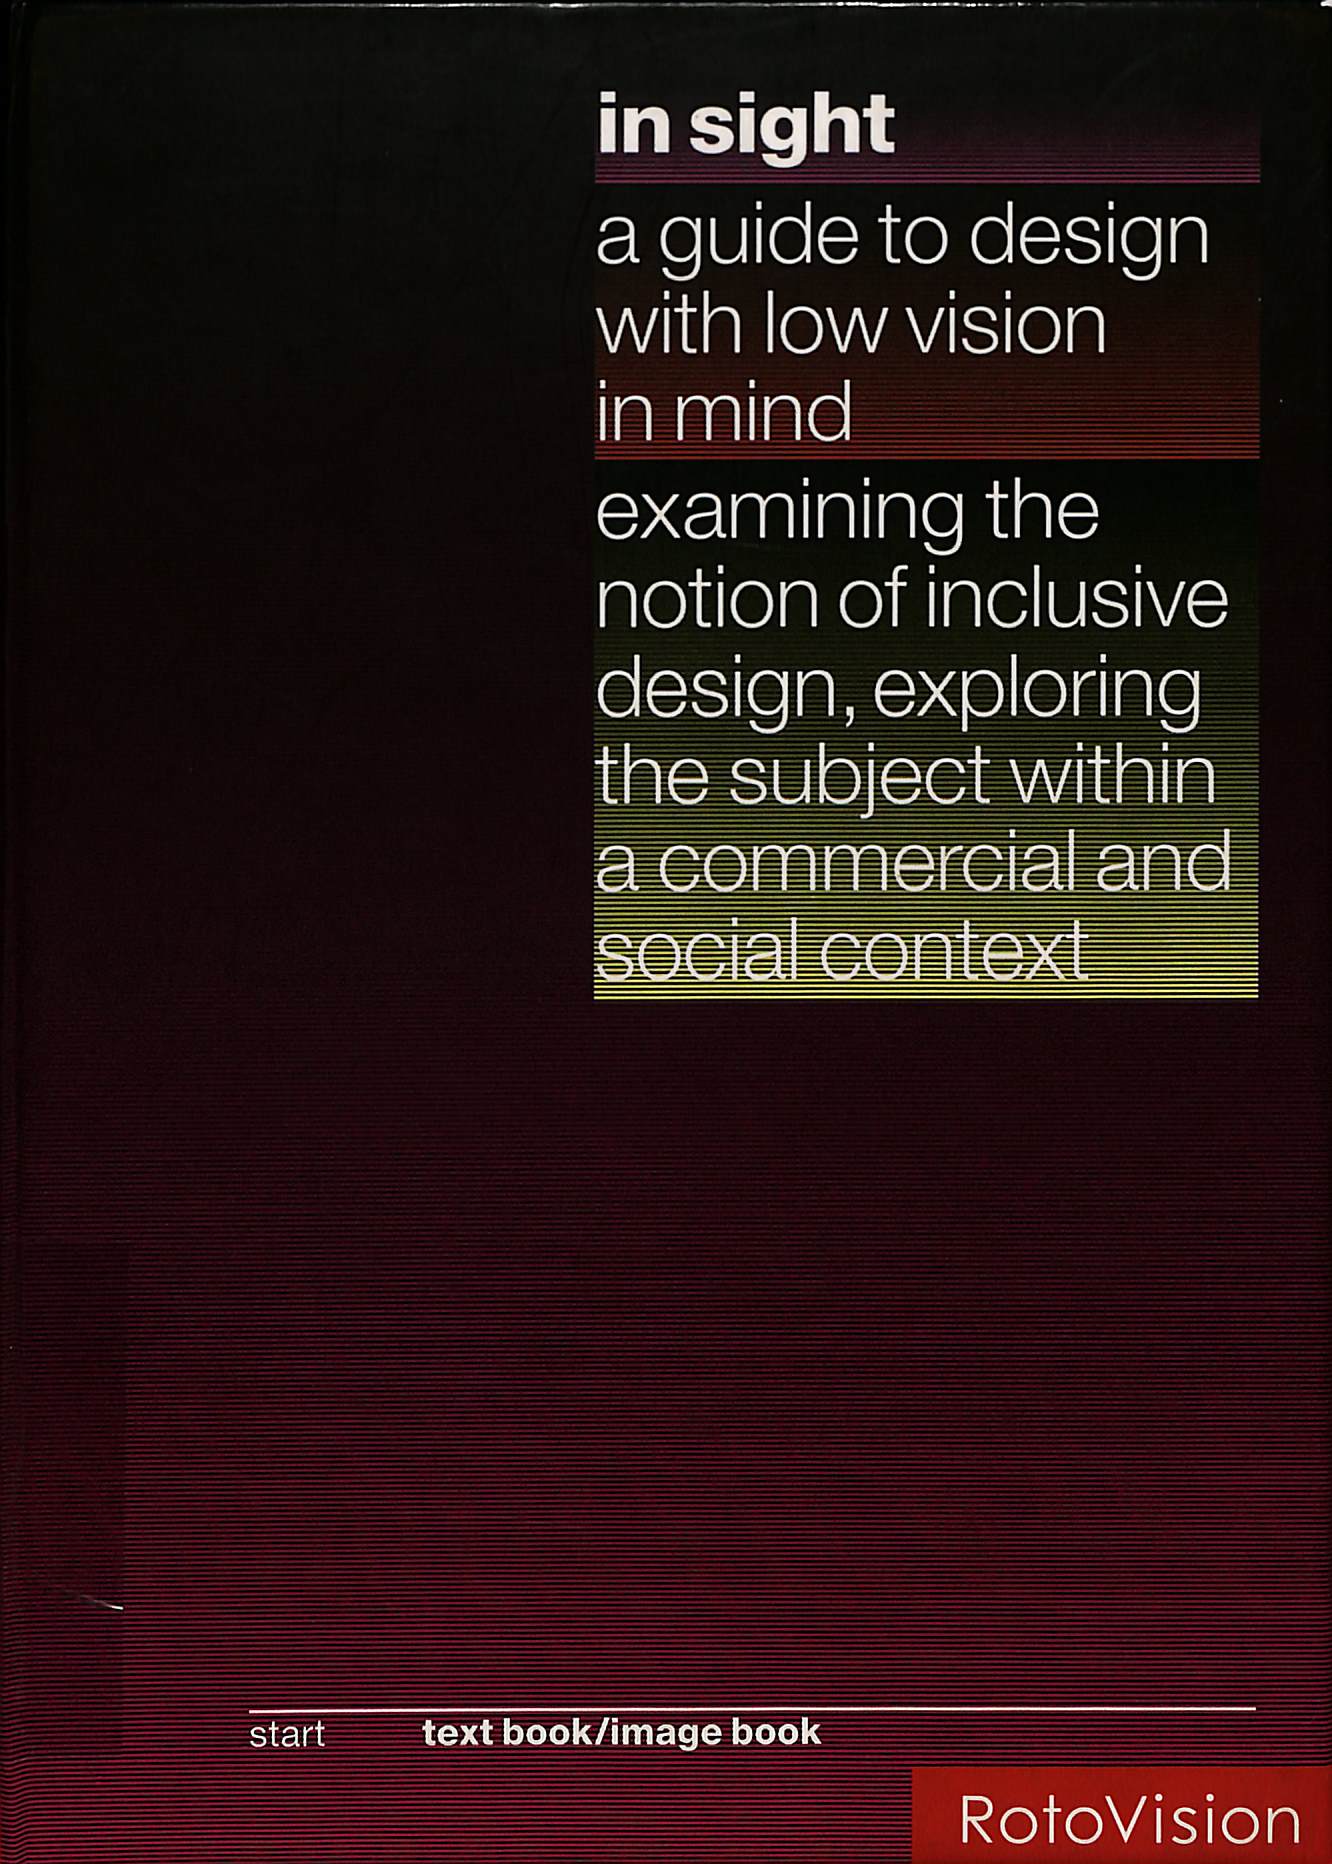 in sight
a guide to design
with low vision
in mind
examining the
notion of inclusive
design, exploring
the subject within
a commercial and
social context
start text book/image book
RotoVision